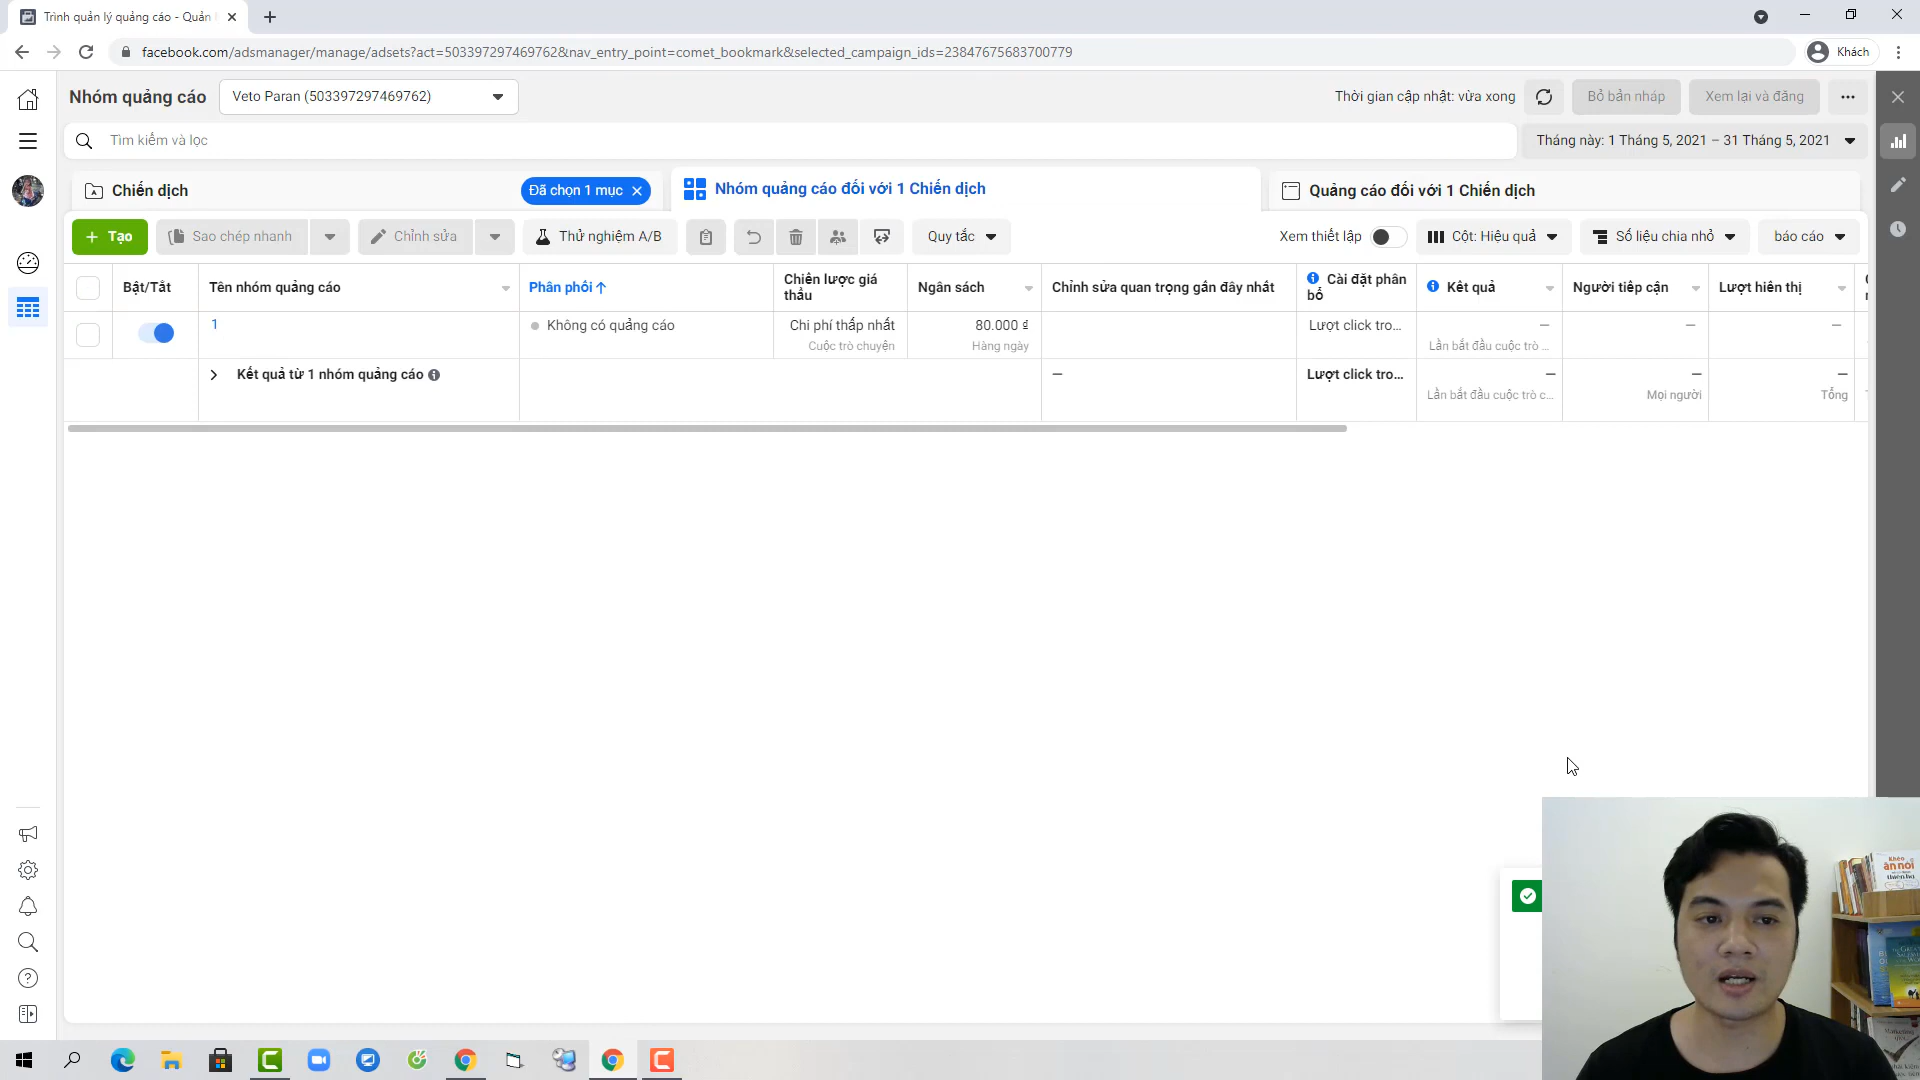 Trình quản lý quảng cáo - Quản
facebook.com/adsmanager/manage/adsets?act=503397297469762&nav_entry_point=comet_bookmark&selected_campaign_ids=23847675683700779
Khách
Nhóm quảng cáo
Veto Paran (503397297469762)
Thời gian cập nhật: vừa xong
Bỏ bản nháp
Xem lại và đăng
Tìm kiếm và lọc
Tháng này: 1 Tháng 5, 2021 – 31 Tháng 5, 2021
Chiến dịch
Đã chọn 1 mục
Nhóm quảng cáo đối với 1 Chiến dịch
Quảng cáo đối với 1 Chiến dịch
+ Tạo
Sao chép nhanh
Chỉnh sửa
Thử nghiệm A/B
Quy tắc
Xem thiết lập
Cột: Hiệu quả
Số liệu chia nhỏ
báo cáo
Bật/Tắt
Tên nhóm quảng cáo
Phân phối↑
Chiến lược giá
thầu
Ngân sách
Chỉnh sửa quan trọng gần đây nhất
Cài đặt phân
bổ
Kết quả
Người tiếp cận
Lượt hiển thị
1
Không có quảng cáo
Chi phí thấp nhất
Cuộc trò chuyện
80.000 ₫
Hàng ngày
Lượt click tro...
—
Lần bắt đầu cuộc trò ...
—
—
Kết quả từ 1 nhóm quảng cáo
—
Lượt click tro...
—
Lần bắt đầu cuộc trò c...
—
Mọi người
—
Tổng
Khéo
ăn nói